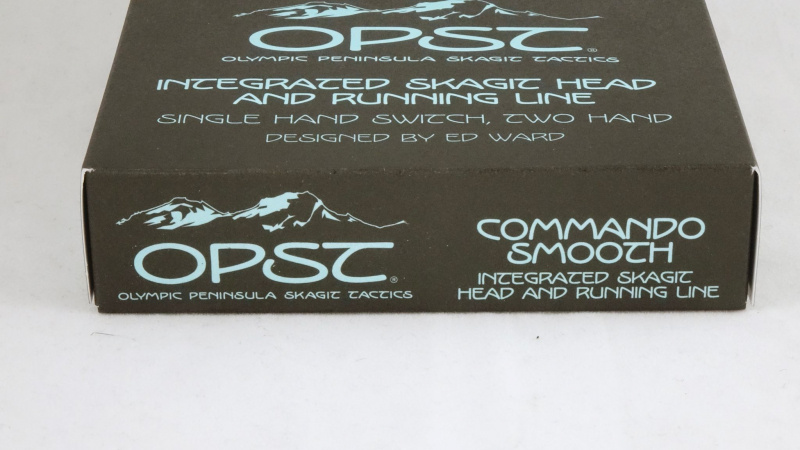 OPST®
OLYMPIC PENINSULA SKAGIT TACTICS
INTEGRATED SKAGIT HEAD
AND RUNNING LINE
SINGLE HAND SWITCH, TWO HAND
DESIGNED BY ED WARD
OPST®
OLYMPIC PENINSULA SKAGIT TACTICS
COMMANDO
SMOOTH
INTEGRATED SKAGIT
HEAD AND RUNNING LINE